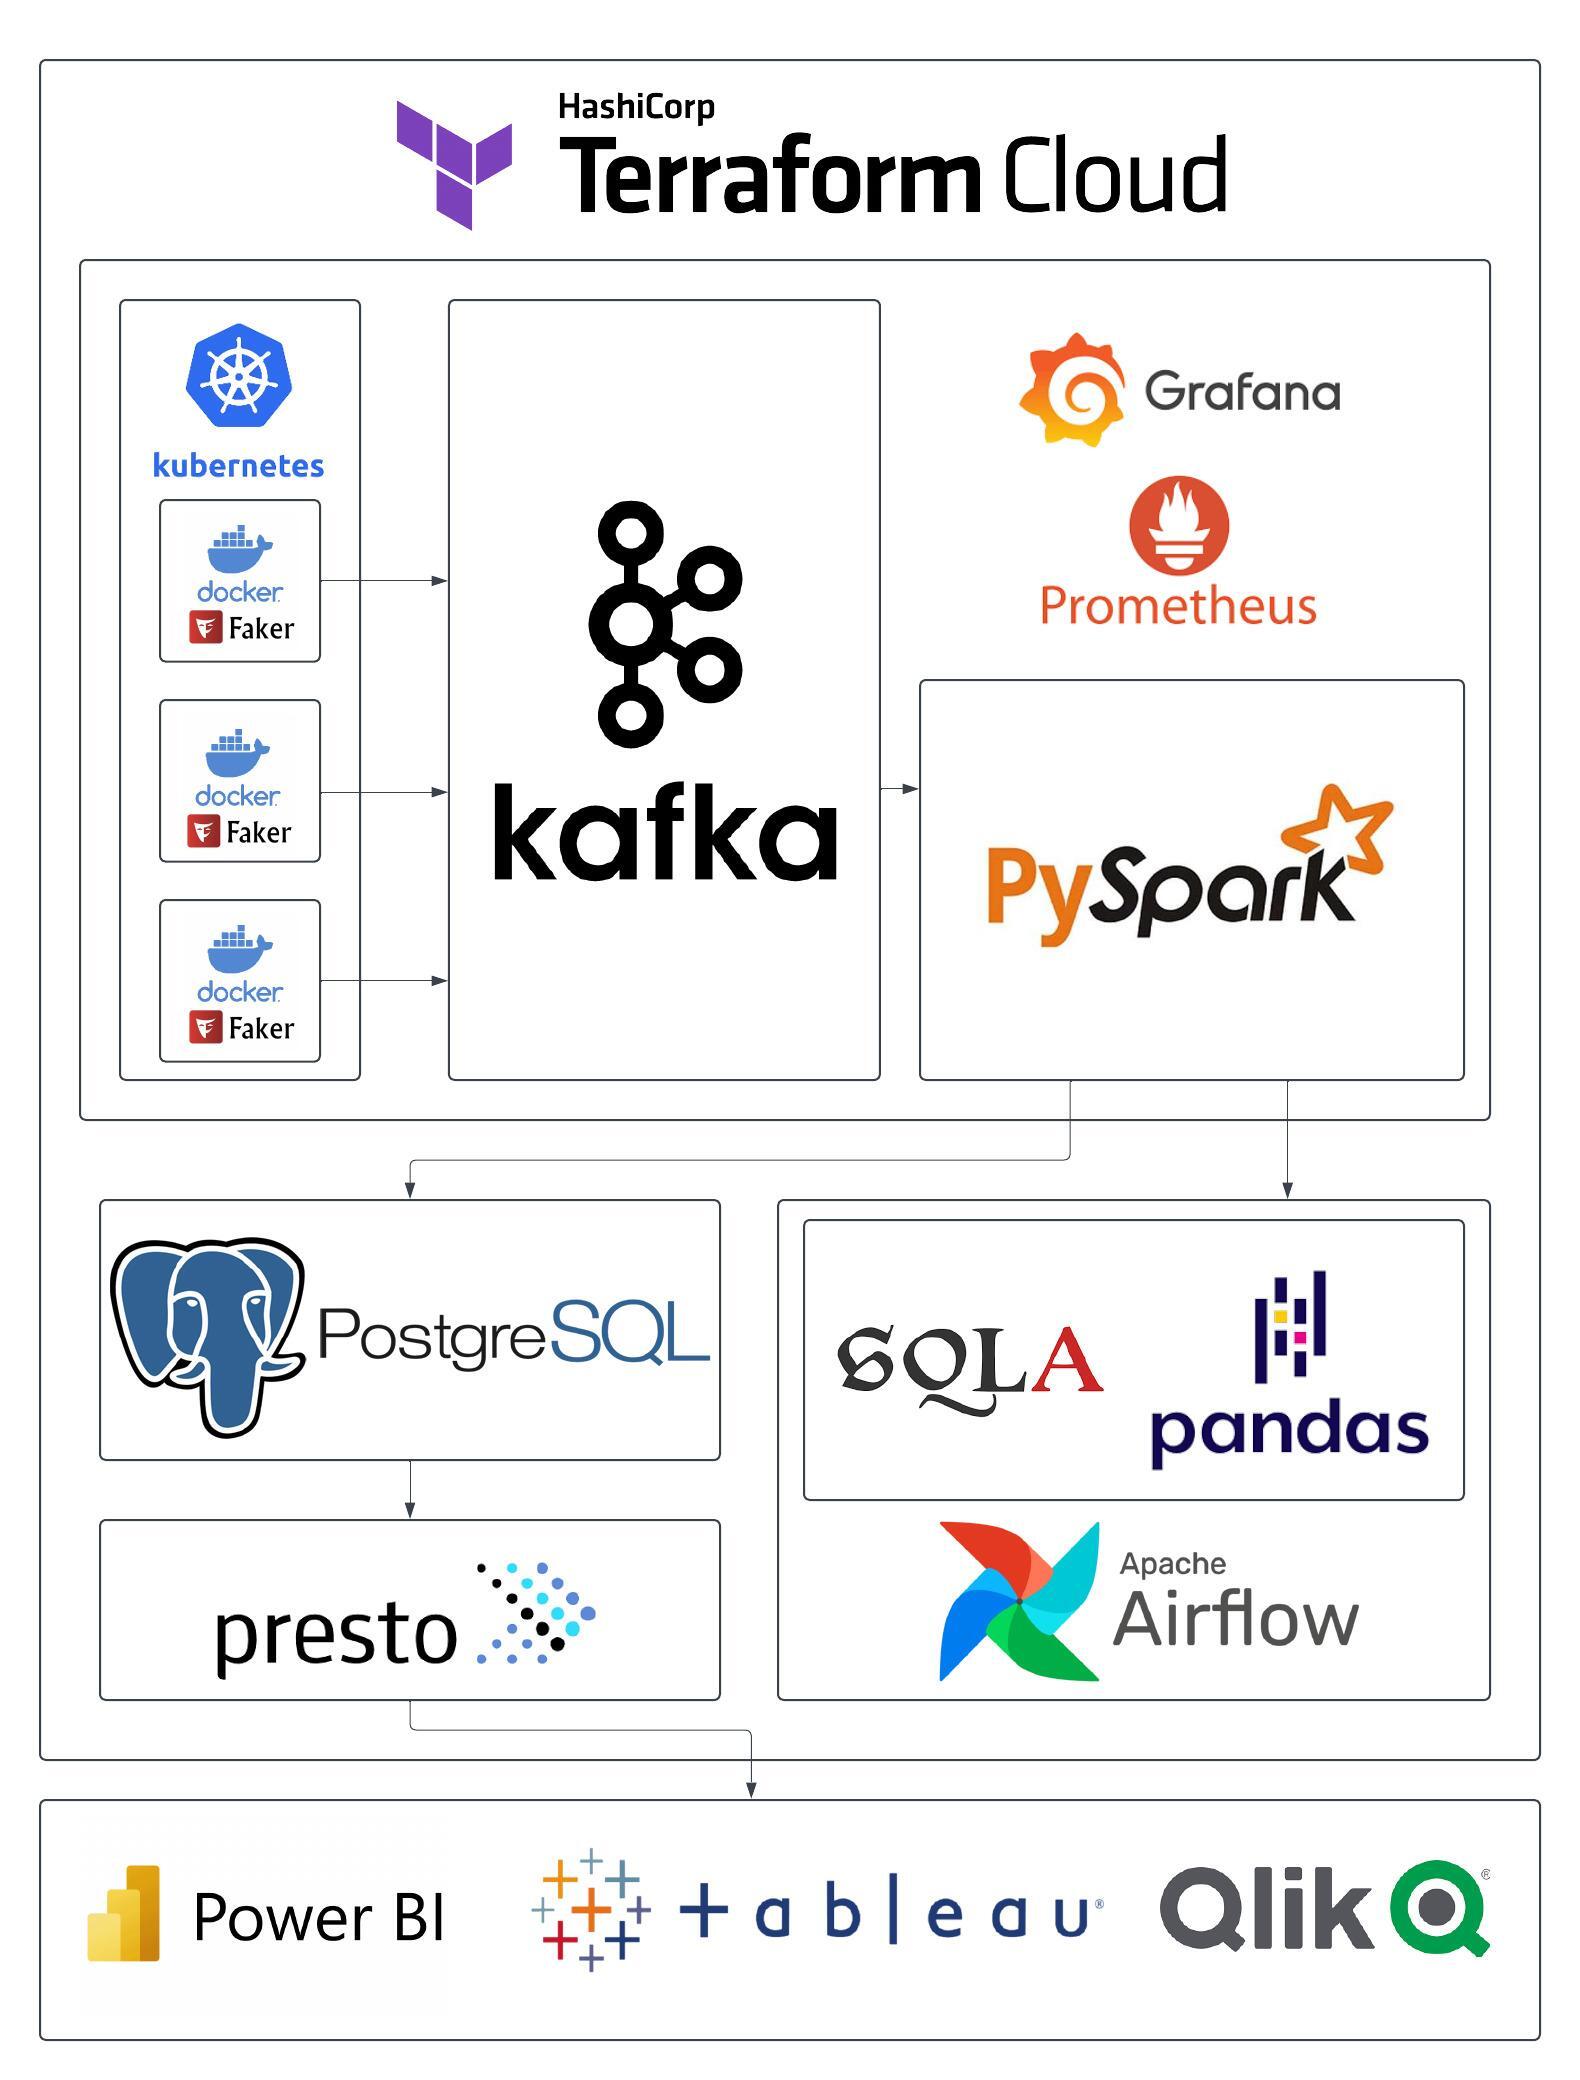 HashiCorp
Terraform Cloud
kubernetes
docker
Faker
docker
Faker
docker
Faker
kafka
Grafana
Prometheus
PySpark
PostgreSQL
presto
SQLA
pandas
Apache
Airflow
Power BI
+ableau®
Qlik®